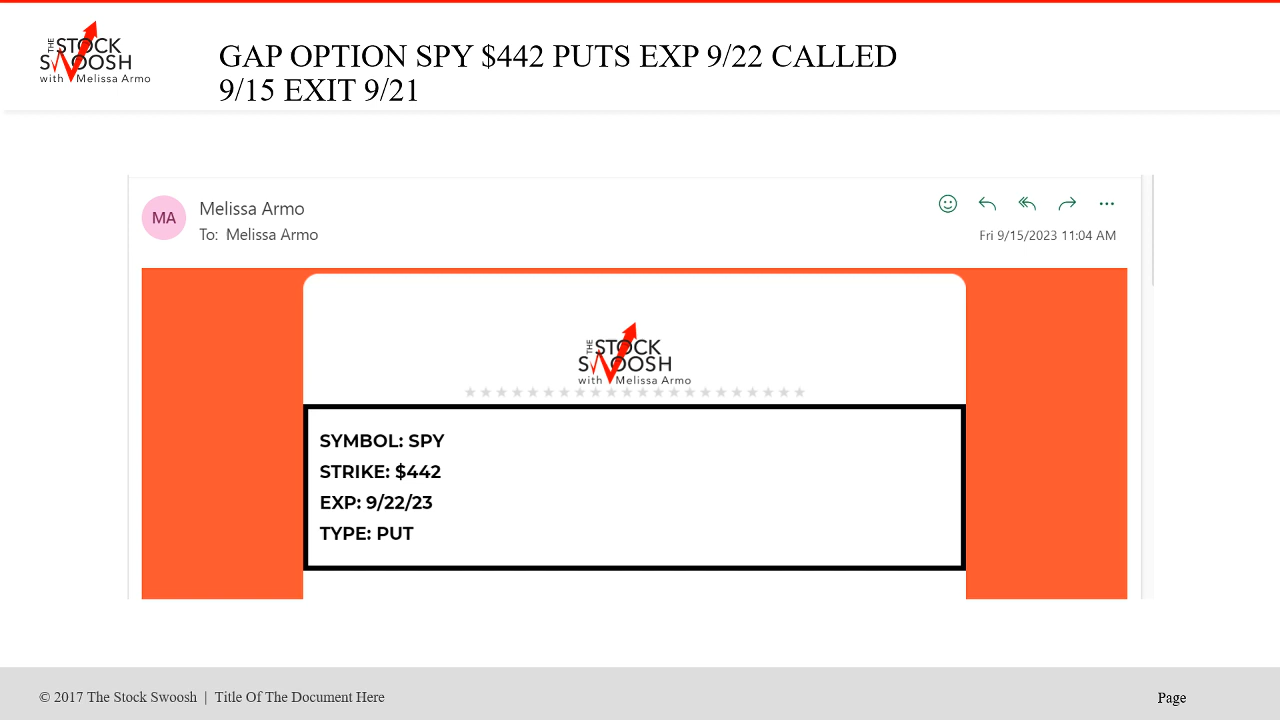 THE STOCK SWOOSH
with Melissa Armo
GAP OPTION SPY $442 PUTS EXP 9/22 CALLED
9/15 EXIT 9/21
MA
Melissa Armo
To: Melissa Armo
Fri 9/15/2023 11:04 AM
THE STOCK SWOOSH
with Melissa Armo
SYMBOL: SPY
STRIKE: $442
EXP: 9/22/23
TYPE: PUT
© 2017 The Stock Swoosh | Title Of The Document Here
Page